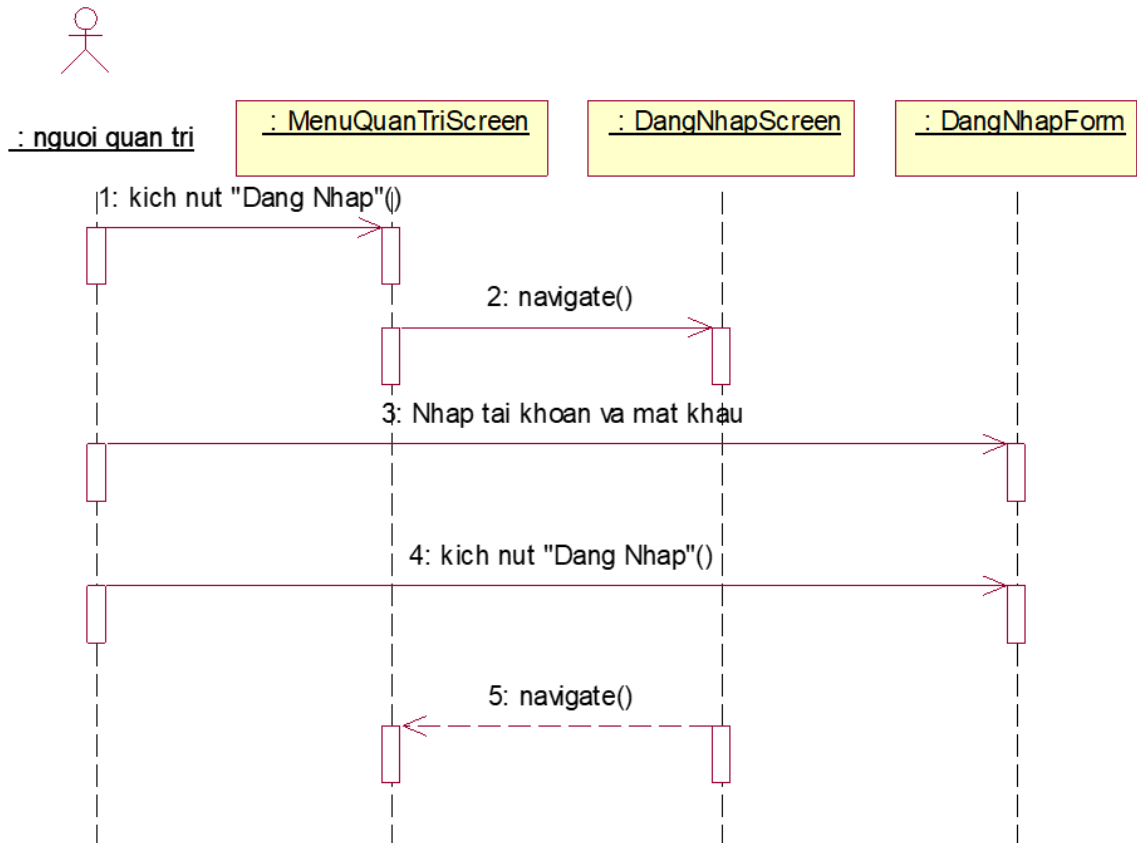 : nguoi quan tri
: MenuQuanTriScreen
: DangNhapScreen
: DangNhapForm
1: kich nut "Dang Nhap"()
2: navigate()
3: Nhap tai khoan va mat khau
4: kich nut "Dang Nhap"()
5: navigate()